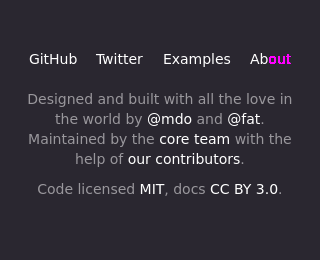 GitHub Twitter Examples About
Designed and built with all the love in
the world by @mdo and @fat.
Maintained by the core team with the
help of our contributors.
Code licensed MIT, docs CC BY 3.0.